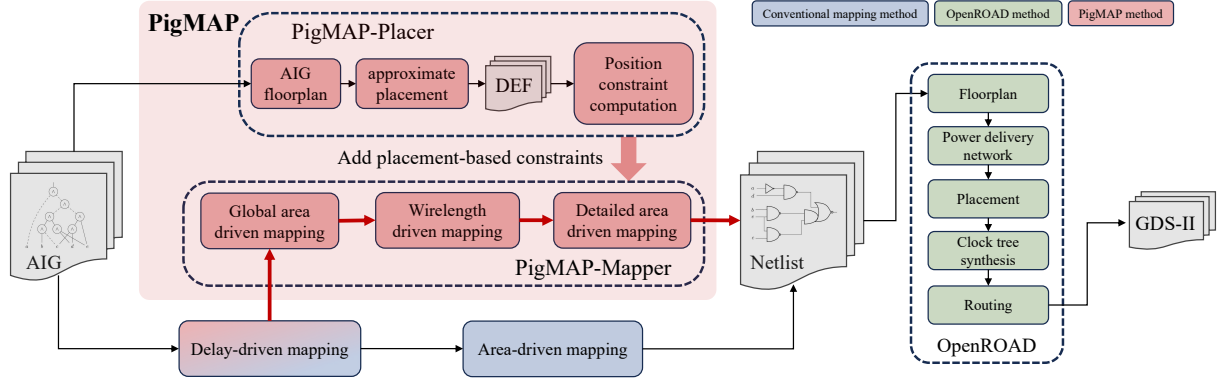 Conventional mapping method
OpenROAD method
PigMAP method
PigMAP
PigMAP-Placer
AIG
floorplan
approximate
placement
DEF
Position
constraint
computation
Add placement-based constraints
Global area
driven mapping
Wirelength
driven mapping
Detailed area
driven mapping
PigMAP-Mapper
AIG
Delay-driven mapping
Area-driven mapping
Netlist
Floorplan
Power delivery
network
Placement
Clock tree
synthesis
Routing
OpenROAD
GDS-II